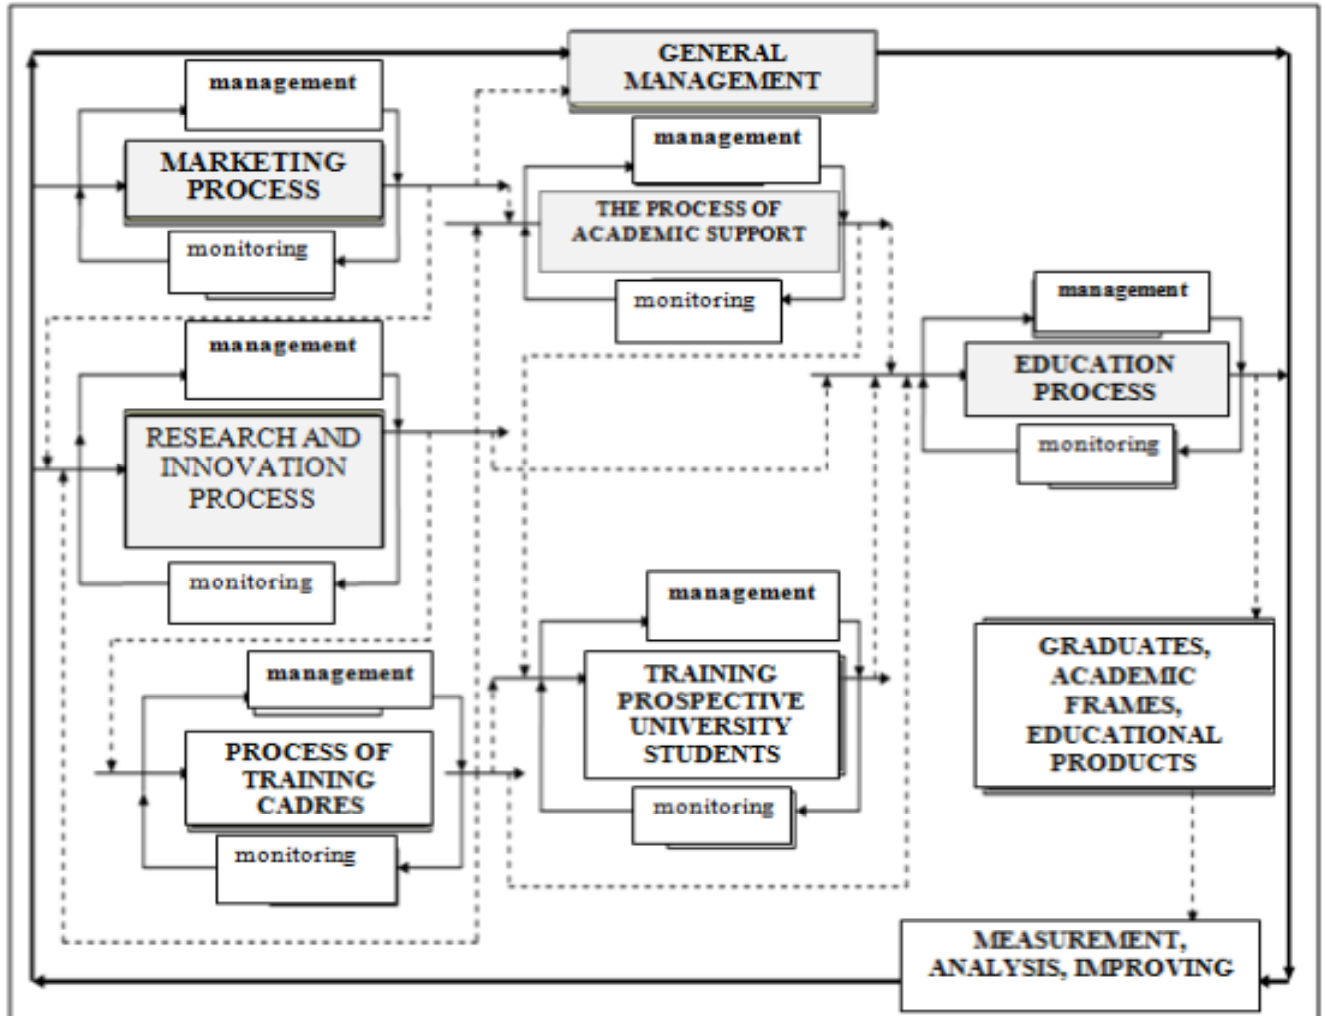 GENERAL
MANAGEMENT
management
MARKETING
PROCESS
monitoring
management
THE PROCESS OF
ACADEMIC SUPPORT
monitoring
management
EDUCATION
PROCESS
monitoring
management
RESEARCH AND
INNOVATION
PROCESS
monitoring
management
TRAINING
PROSPECTIVE
UNIVERSITY
STUDENTS
monitoring
management
PROCESS OF
TRAINING
CADRES
monitoring
GRADUATES,
ACADEMIC
FRAMES,
EDUCATIONAL
PRODUCTS
MEASUREMENT,
ANALYSIS, IMPROVING